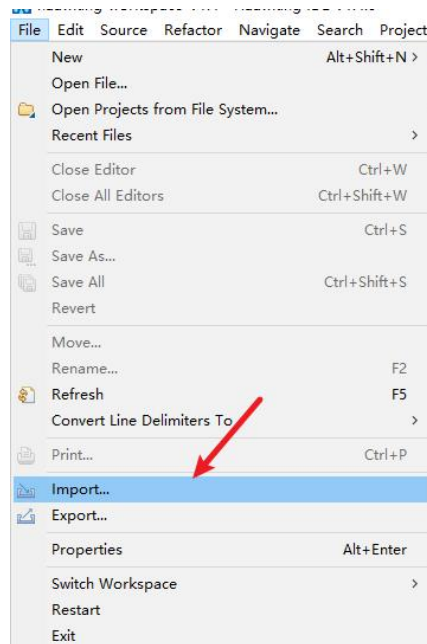 File Edit Source Refactor Navigate Search Project
New Alt+Shift+N >
Open File...
Open Projects from File System...
Recent Files >
Close Editor Ctrl+W
Close All Editors Ctrl+Shift+W
Save Ctrl+S
Save As...
Save All Ctrl+Shift+S
Revert
Move...
Rename... F2
Refresh F5
Convert Line Delimiters To >
Print... Ctrl+P
Import...
Export...
Properties Alt+Enter
Switch Workspace >
Restart
Exit